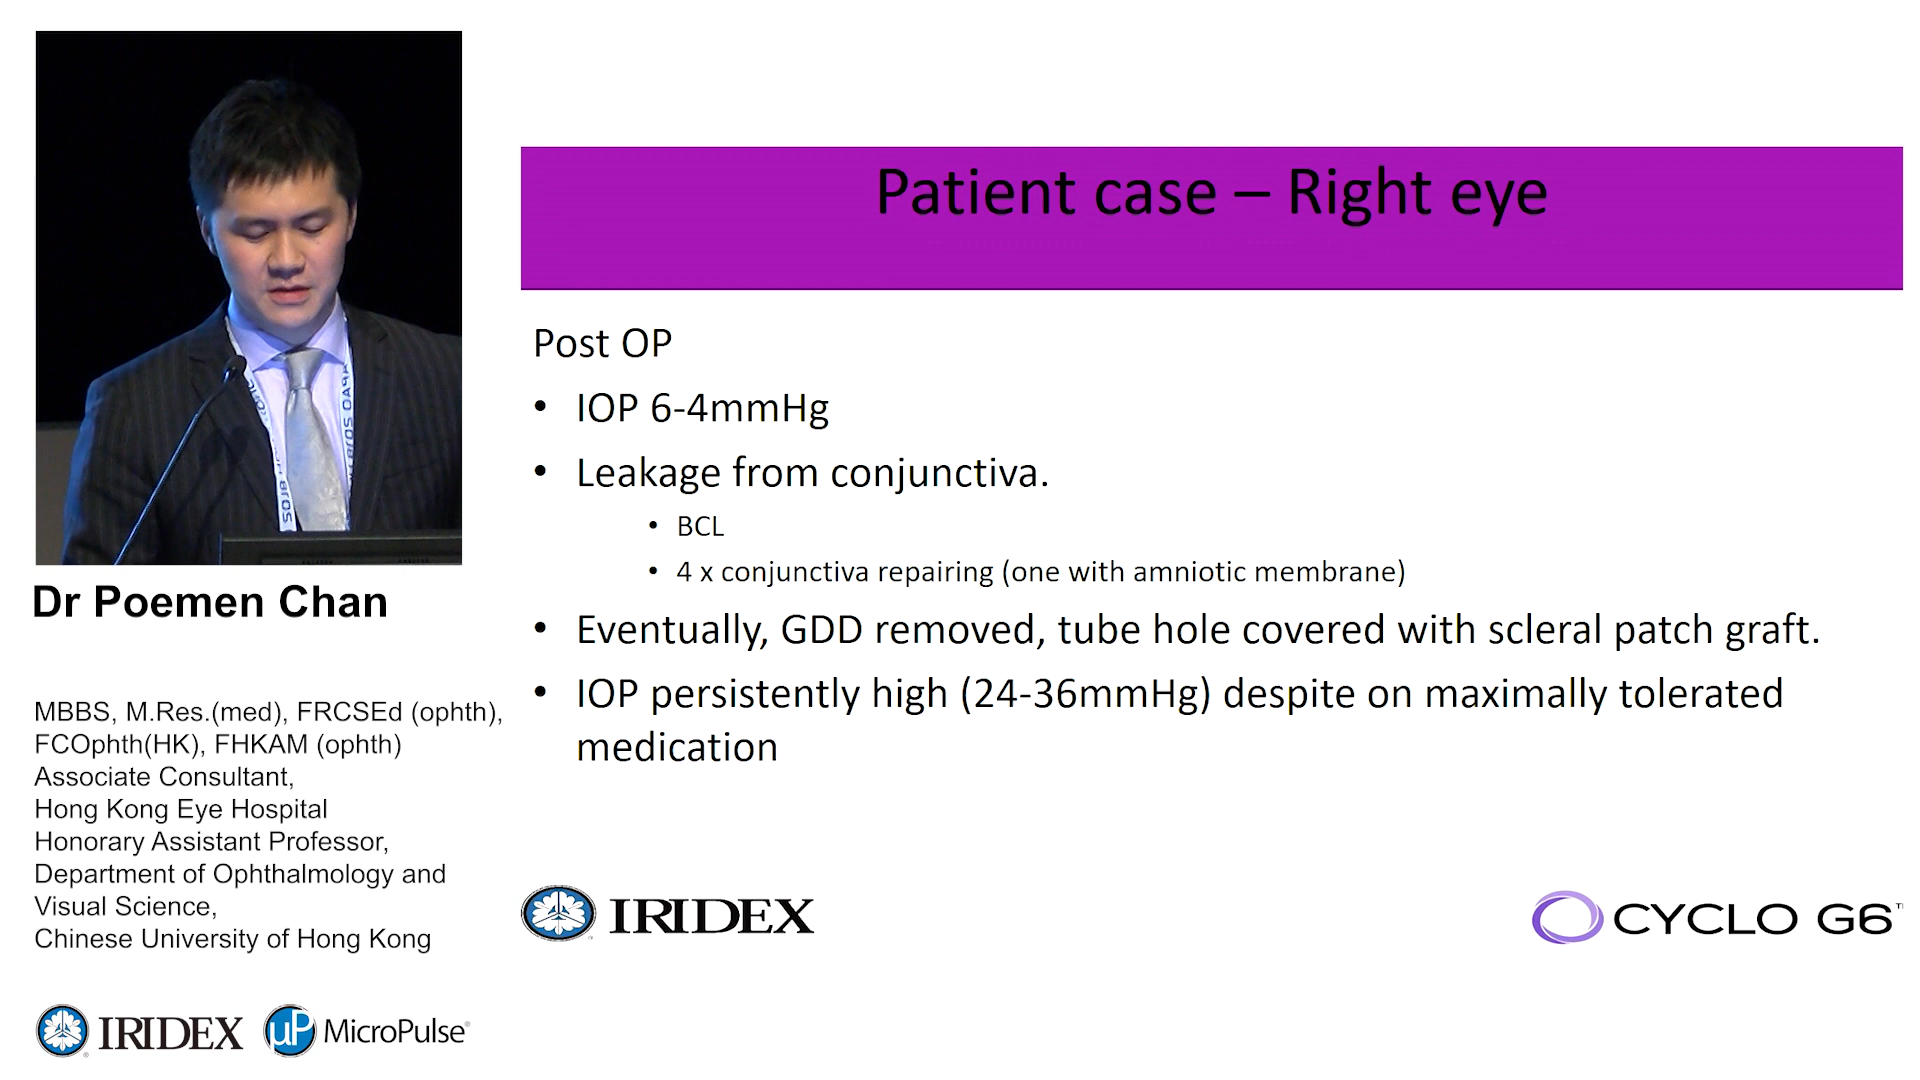 Patient case – Right eye
Post OP
• IOP 6-4mmHg
• Leakage from conjunctiva.
• BCL
• 4 x conjunctiva repairing (one with amniotic membrane)
• Eventually, GDD removed, tube hole covered with scleral patch graft.
• IOP persistently high (24-36mmHg) despite on maximally tolerated
medication
IRIDEX
CYCLO G6
Dr Poemen Chan
MBBS, M.Res.(med), FRCSEd (ophth),
FCOphth(HK), FHKAM (ophth)
Associate Consultant,
Hong Kong Eye Hospital
Honorary Assistant Professor,
Department of Ophthalmology and
Visual Science,
Chinese University of Hong Kong
IRIDEX
µP MicroPulse®